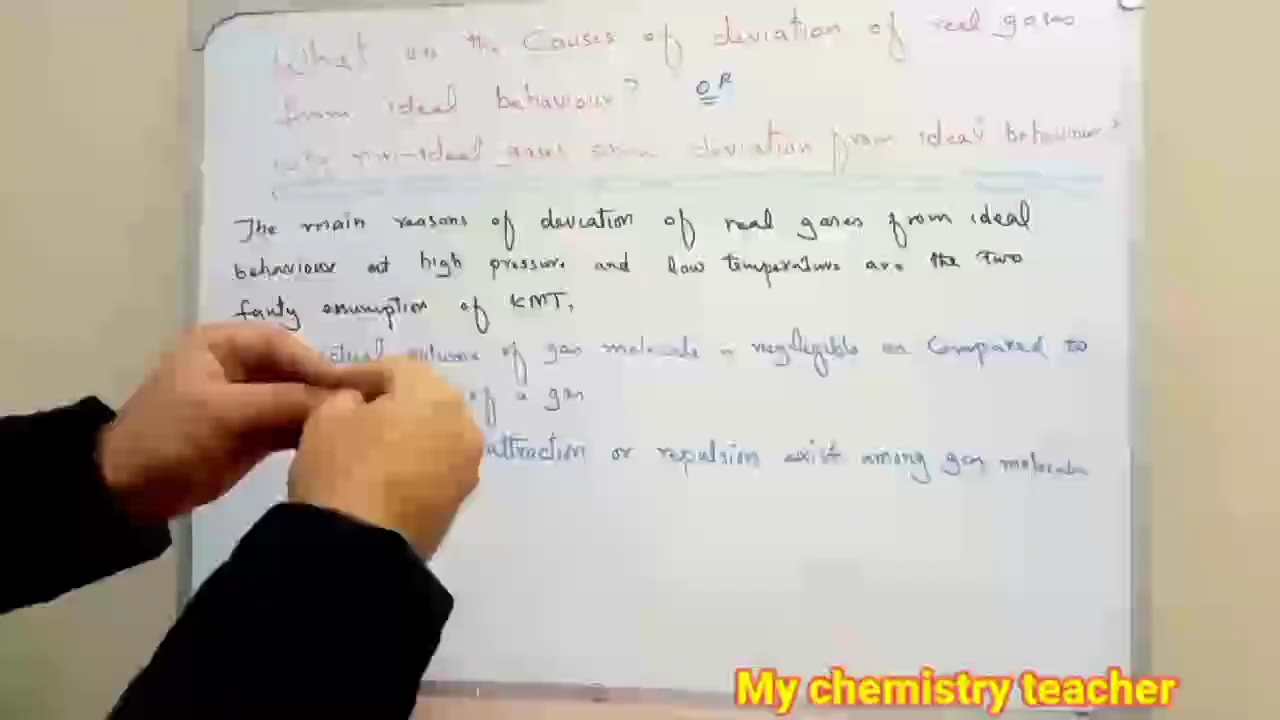 What are the Causes of deviation of real gases
from ideal behaviour? OR
Why non-ideal gases show deviation from ideal behaviour?
The main reasons of deviation of real gases from ideal
behaviour at high pressure and low temperature are the two
fauty assumption of KMT,
actual volume of gas molecule is negligible as Compared to
of a gas
attraction or repulsion exist among gas molecules
My chemistry teacher